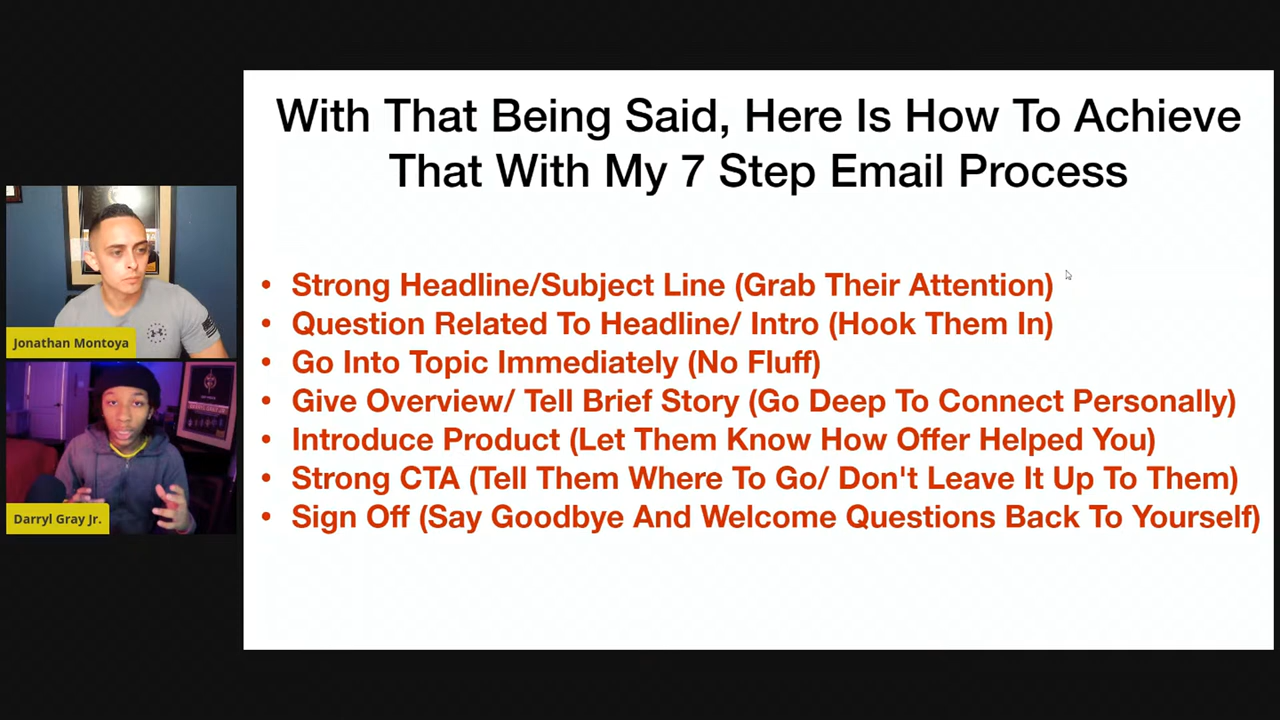 With That Being Said, Here Is How To Achieve
That With My 7 Step Email Process
• Strong Headline/Subject Line (Grab Their Attention)
• Question Related To Headline/ Intro (Hook Them In)
• Go Into Topic Immediately (No Fluff)
• Give Overview/ Tell Brief Story (Go Deep To Connect Personally)
• Introduce Product (Let Them Know How Offer Helped You)
• Strong CTA (Tell Them Where To Go/ Don't Leave It Up To Them)
• Sign Off (Say Goodbye And Welcome Questions Back To Yourself)
Jonathan Montoya
Darryl Gray Jr.